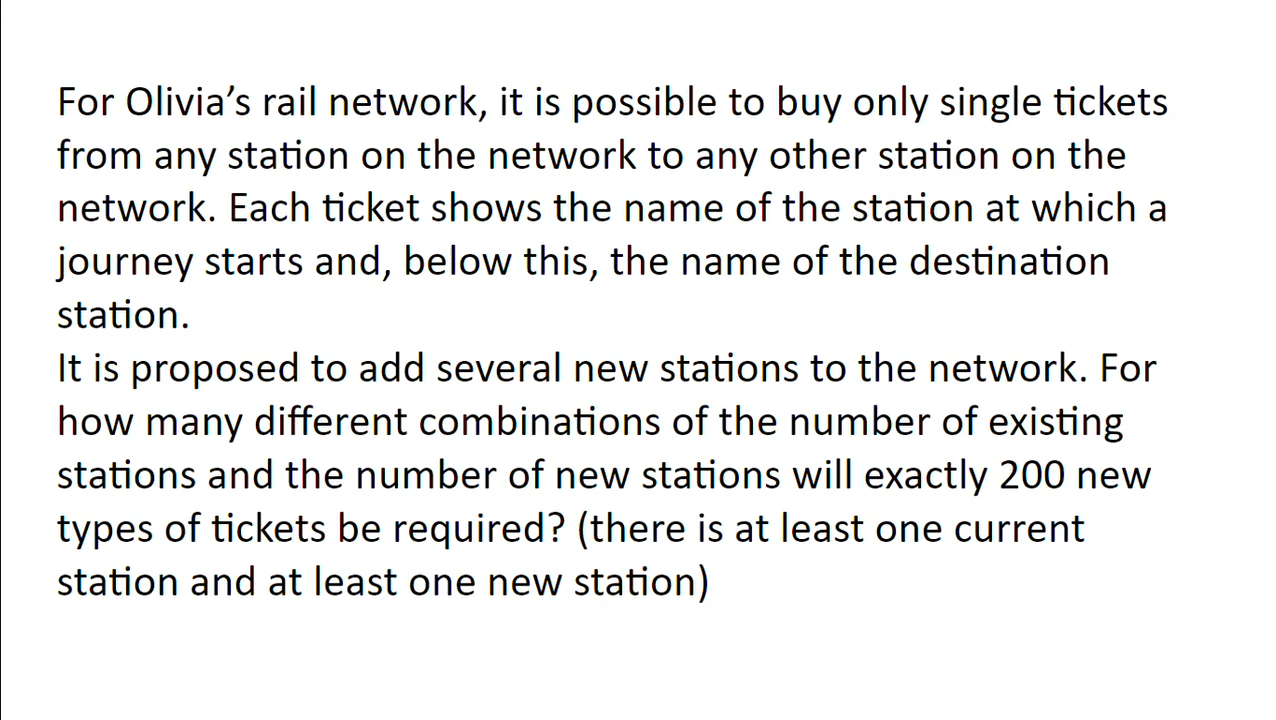 For Olivia’s rail network, it is possible to buy only single tickets
from any station on the network to any other station on the
network. Each ticket shows the name of the station at which a
journey starts and, below this, the name of the destination
station.
It is proposed to add several new stations to the network. For
how many different combinations of the number of existing
stations and the number of new stations will exactly 200 new
types of tickets be required? (there is at least one current
station and at least one new station)